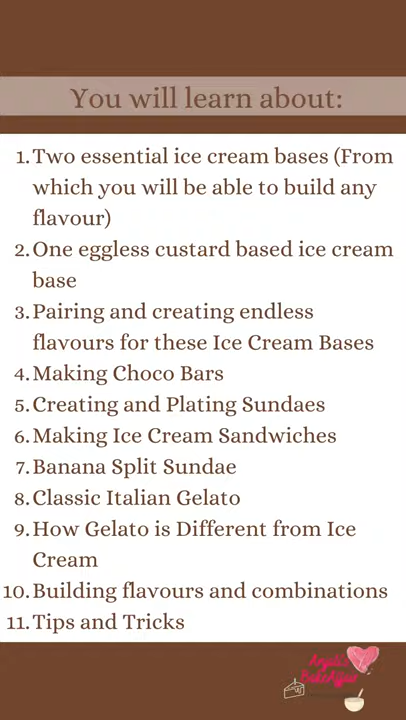 You will learn about:
1. Two essential ice cream bases (From
which you will be able to build any
flavour)
2. One eggless custard based ice cream
base
3. Pairing and creating endless
flavours for these Ice Cream Bases
4. Making Choco Bars
5. Creating and Plating Sundaes
6. Making Ice Cream Sandwiches
7. Banana Split Sundae
8. Classic Italian Gelato
9. How Gelato is Different from Ice
Cream
10. Building flavours and combinations
11. Tips and Tricks